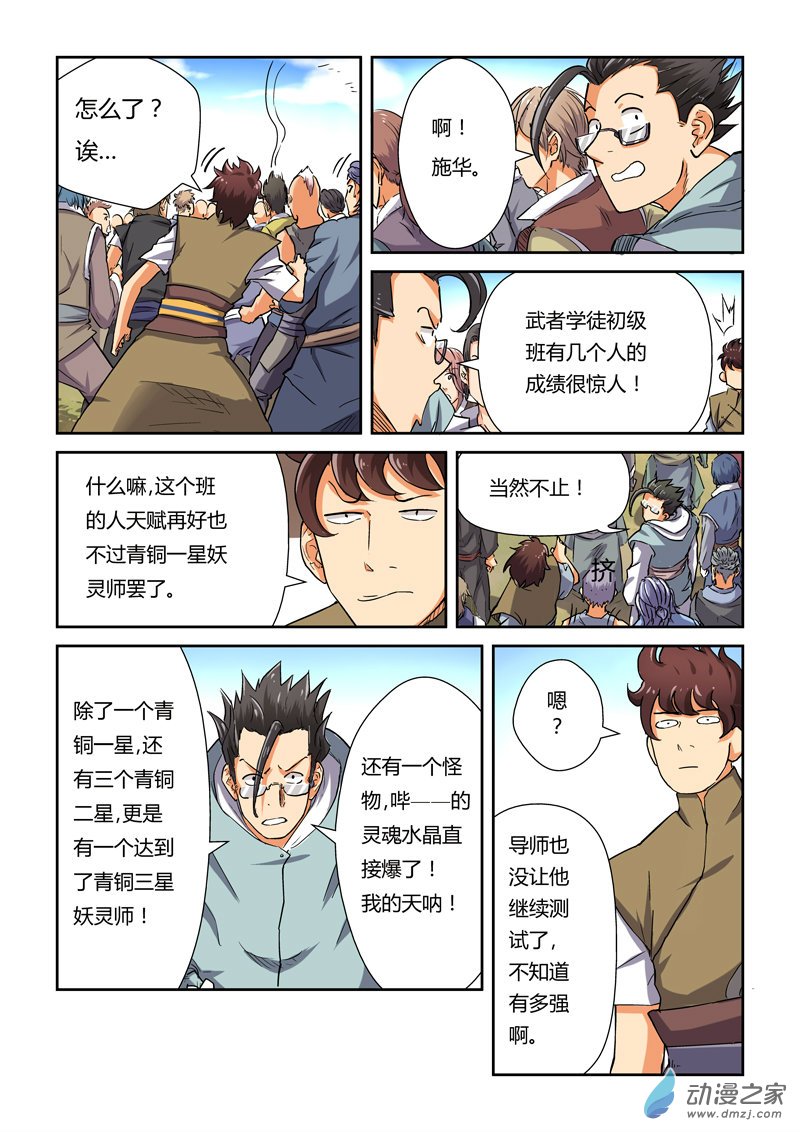 怎么了？
诶…
啊！
施华。
武者学徒初级
班有几个人的
成绩很惊人！
什么嘛,这个班
的人天赋再好也
不过青铜一星妖
灵师罢了。
当然不止！
挤
除了一个青
铜一星,还
有三个青铜
二星,更是
有一个达到
了青铜三星
妖灵师！
还有一个怪
物,哔——的
灵魂水晶直
接爆了！
我的天呐！
嗯
？
导师也
没让他
继续测
试了,
不知道
有多强
啊。
动漫之家
www.dmzj.com